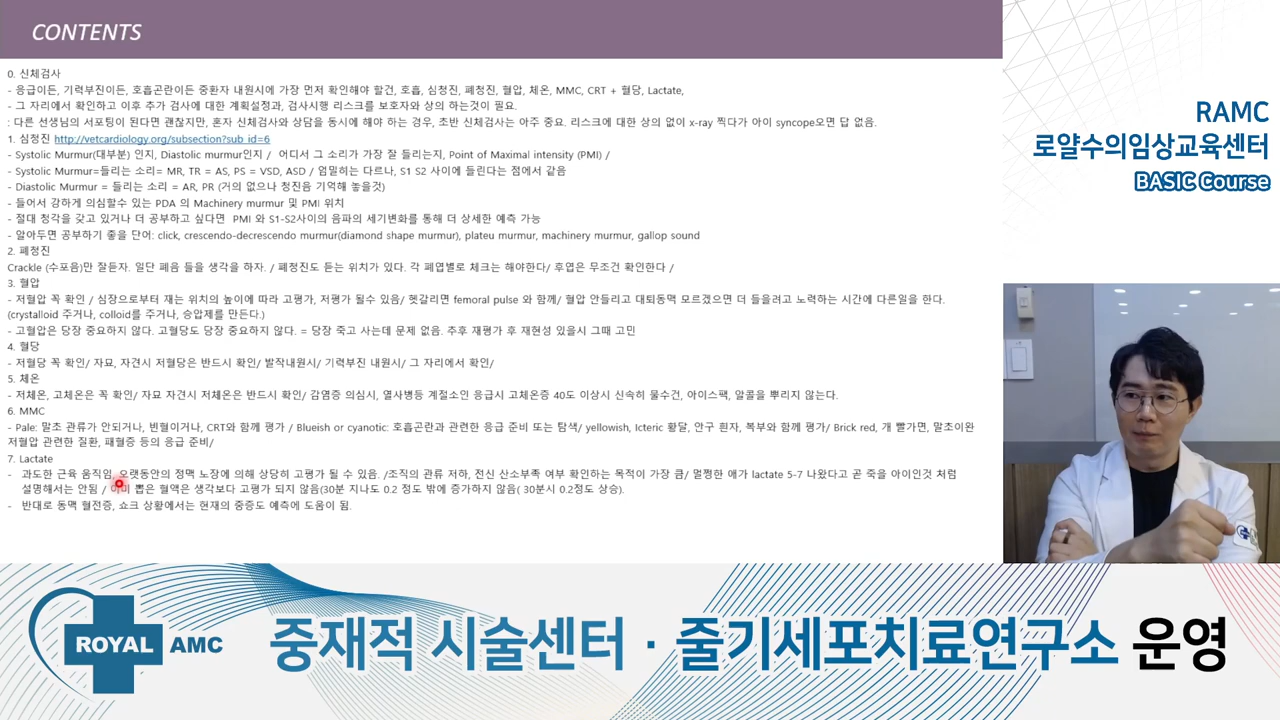 CONTENTS
0. 신체검사
- 응급이든, 기력부진이든, 호흡곤란이든 중환자 내원시에 가장 먼저 확인해야 할건, 호흡, 심청진, 폐청진, 혈압, 체온, MMC, CRT + 혈당, Lactate,
- 그 자리에서 확인하고 이후 추가 검사에 대한 계획설정과, 검사시행 리스크를 보호자와 상의 하는것이 필요.
: 다른 선생님의 서포팅이 된다면 괜찮지만, 혼자 신체검사와 상담을 동시에 해야 하는 경우, 초반 신체검사는 아주 중요. 리스크에 대한 상의 없이 x-ray 찍다가 아이 syncope오면 답 없음.
1. 심청진 http://vetcardiology.org/subsection?sub_id=6
- Systolic Murmur(대부분) 인지, Diastolic murmur인지 / 어디서 그 소리가 가장 잘 들리는지, Point of Maximal intensity (PMI) /
- Systolic Murmur=들리는 소리= MR, TR = AS, PS = VSD, ASD / 엄밀히는 다르나, S1 S2 사이에 들린다는 점에서 같음
- Diastolic Murmur = 들리는 소리 = AR, PR (거의 없으나 청진음 기억해 놓을것)
- 들어서 강하게 의심할수 있는 PDA 의 Machinery murmur 및 PMI 위치
- 절대 청각을 갖고 있거나 더 공부하고 싶다면 PMI 와 S1-S2사이의 음파의 세기변화를 통해 더 상세한 예측 가능
- 알아두면 공부하기 좋을 단어: click, crescendo-decrescendo murmur(diamond shape murmur), plateu murmur, machinery murmur, gallop sound
2. 폐청진
Crackle (수포음)만 잘듣자. 일단 폐음 들을 생각을 하자. / 폐청진도 듣는 위치가 있다. 각 폐엽별로 체크는 해야한다/ 후엽은 무조건 확인한다 /
3. 혈압
- 저혈압 꼭 확인 / 심장으로부터 재는 위치의 높이에 따라 고평가, 저평가 될수 있음/ 헷갈리면 femoral pulse 와 함께/ 혈압 안들리고 대퇴동맥 모르겠으면 더 들을려고 노력하는 시간에 다른일을 한다.
(crystalloid 주거나, colloid를 주거나, 승압제를 만든다.)
- 고혈압은 당장 중요하지 않다. 고혈당도 당장 중요하지 않다. = 당장 죽고 사는데 문제 없음. 추후 재평가 후 재현성 있을시 그때 고민
4. 혈당
- 저혈당 꼭 확인/ 자묘, 자견시 저혈당은 반드시 확인/ 발작내원시/ 기력부진 내원시/ 그 자리에서 확인/
5. 체온
- 저체온, 고체온은 꼭 확인/ 자묘 자견시 저체온은 반드시 확인/ 감염증 의심시, 열사병등 계절소인 응급시 고체온증 40도 이상시 신속히 물수건, 아이스팩, 알콜을 뿌리지 않는다.
6. MMC
- Pale: 말초 관류가 안되거나, 빈혈이거나, CRT와 함께 평가 / Blueish or cyanotic: 호흡곤란과 관련한 응급 준비 또는 탐색/ yellowish, Icteric 황달, 안구 흰자, 복부와 함께 평가/ Brick red, 개 빨가면, 말초이완
저혈압 관련한 질환, 패혈증 등의 응급 준비/
7. Lactate
- 과도한 근육 움직임, 오랫동안의 정맥 노장에 의해 상당히 고평가 될 수 있음. /조직의 관류 저하, 전신 산소부족 여부 확인하는 목적이 가장 큼/ 멀쩡한 애가 lactate 5-7 나왔다고 곧 죽을 아이인것 처럼
설명해서는 안됨 / 뽑은 혈액은 생각보다 고평가 되지 않음(30분 지나도 0.2 정도 밖에 증가하지 않음( 30분시 0.2정도 상승).
- 반대로 동맥 혈전증, 쇼크 상황에서는 현재의 중증도 예측에 도움이 됨.
RAMC
로얄수의임상교육센터
BASIC Course
ROYAL AMC
중재적 시술센터 · 줄기세포치료연구소 운영